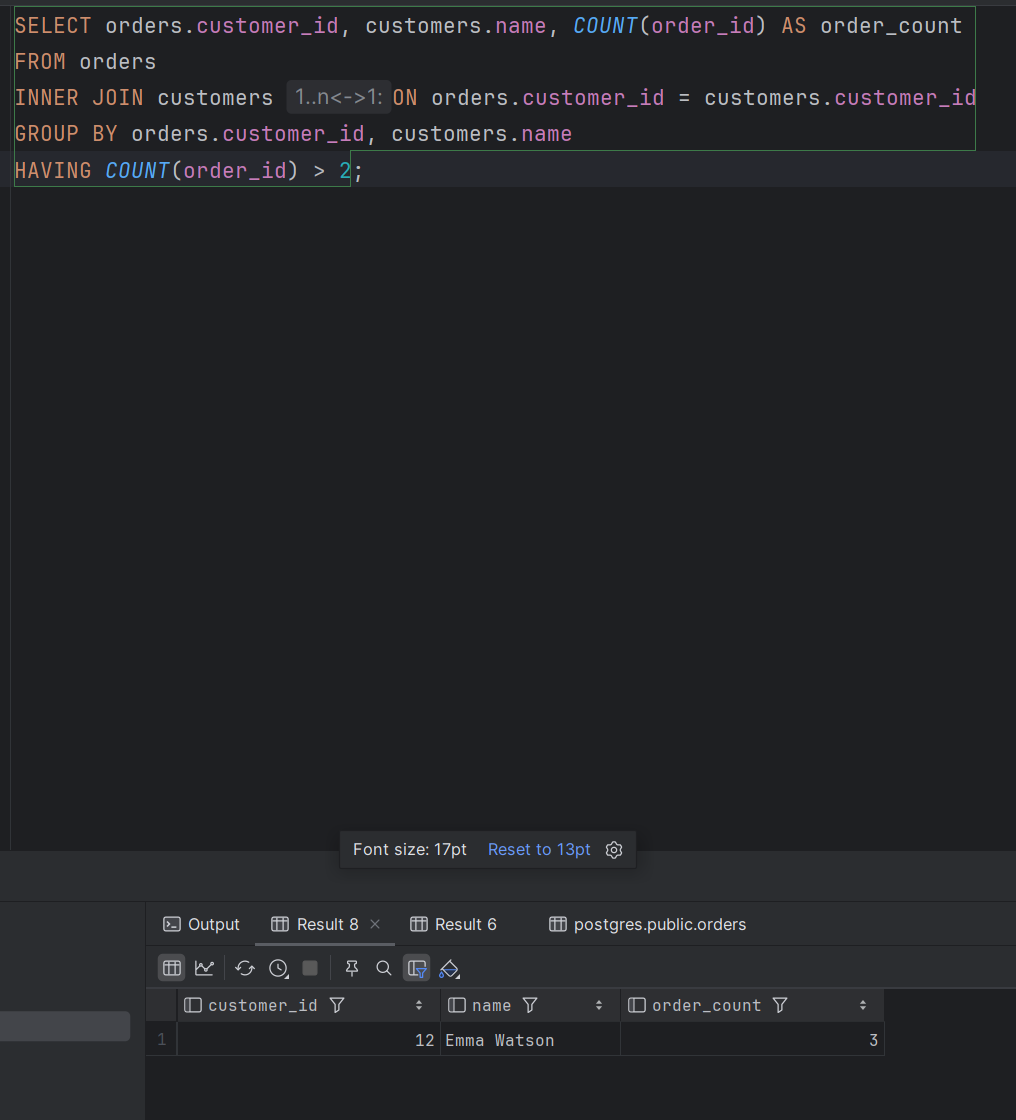 SELECT orders.customer_id, customers.name, COUNT(order_id) AS order_count
FROM orders
INNER JOIN customers 1..n<->1: ON orders.customer_id = customers.customer_id
GROUP BY orders.customer_id, customers.name
HAVING COUNT(order_id) > 2;
Font size: 17pt Reset to 13pt
Output Result 8 Result 6 postgres.public.orders
customer_id name order_count
1 12 Emma Watson 3